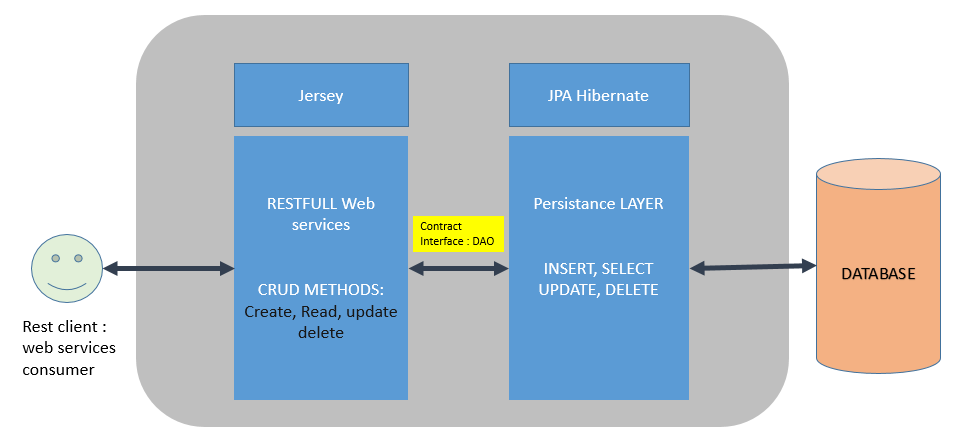 Jersey
JPA Hibernate
RESTFULL Web
services
CRUD METHODS:
Create, Read, update
delete
Contract
Interface : DAO
Persistance LAYER
INSERT, SELECT
UPDATE, DELETE
DATABASE
Rest client :
web services
consumer